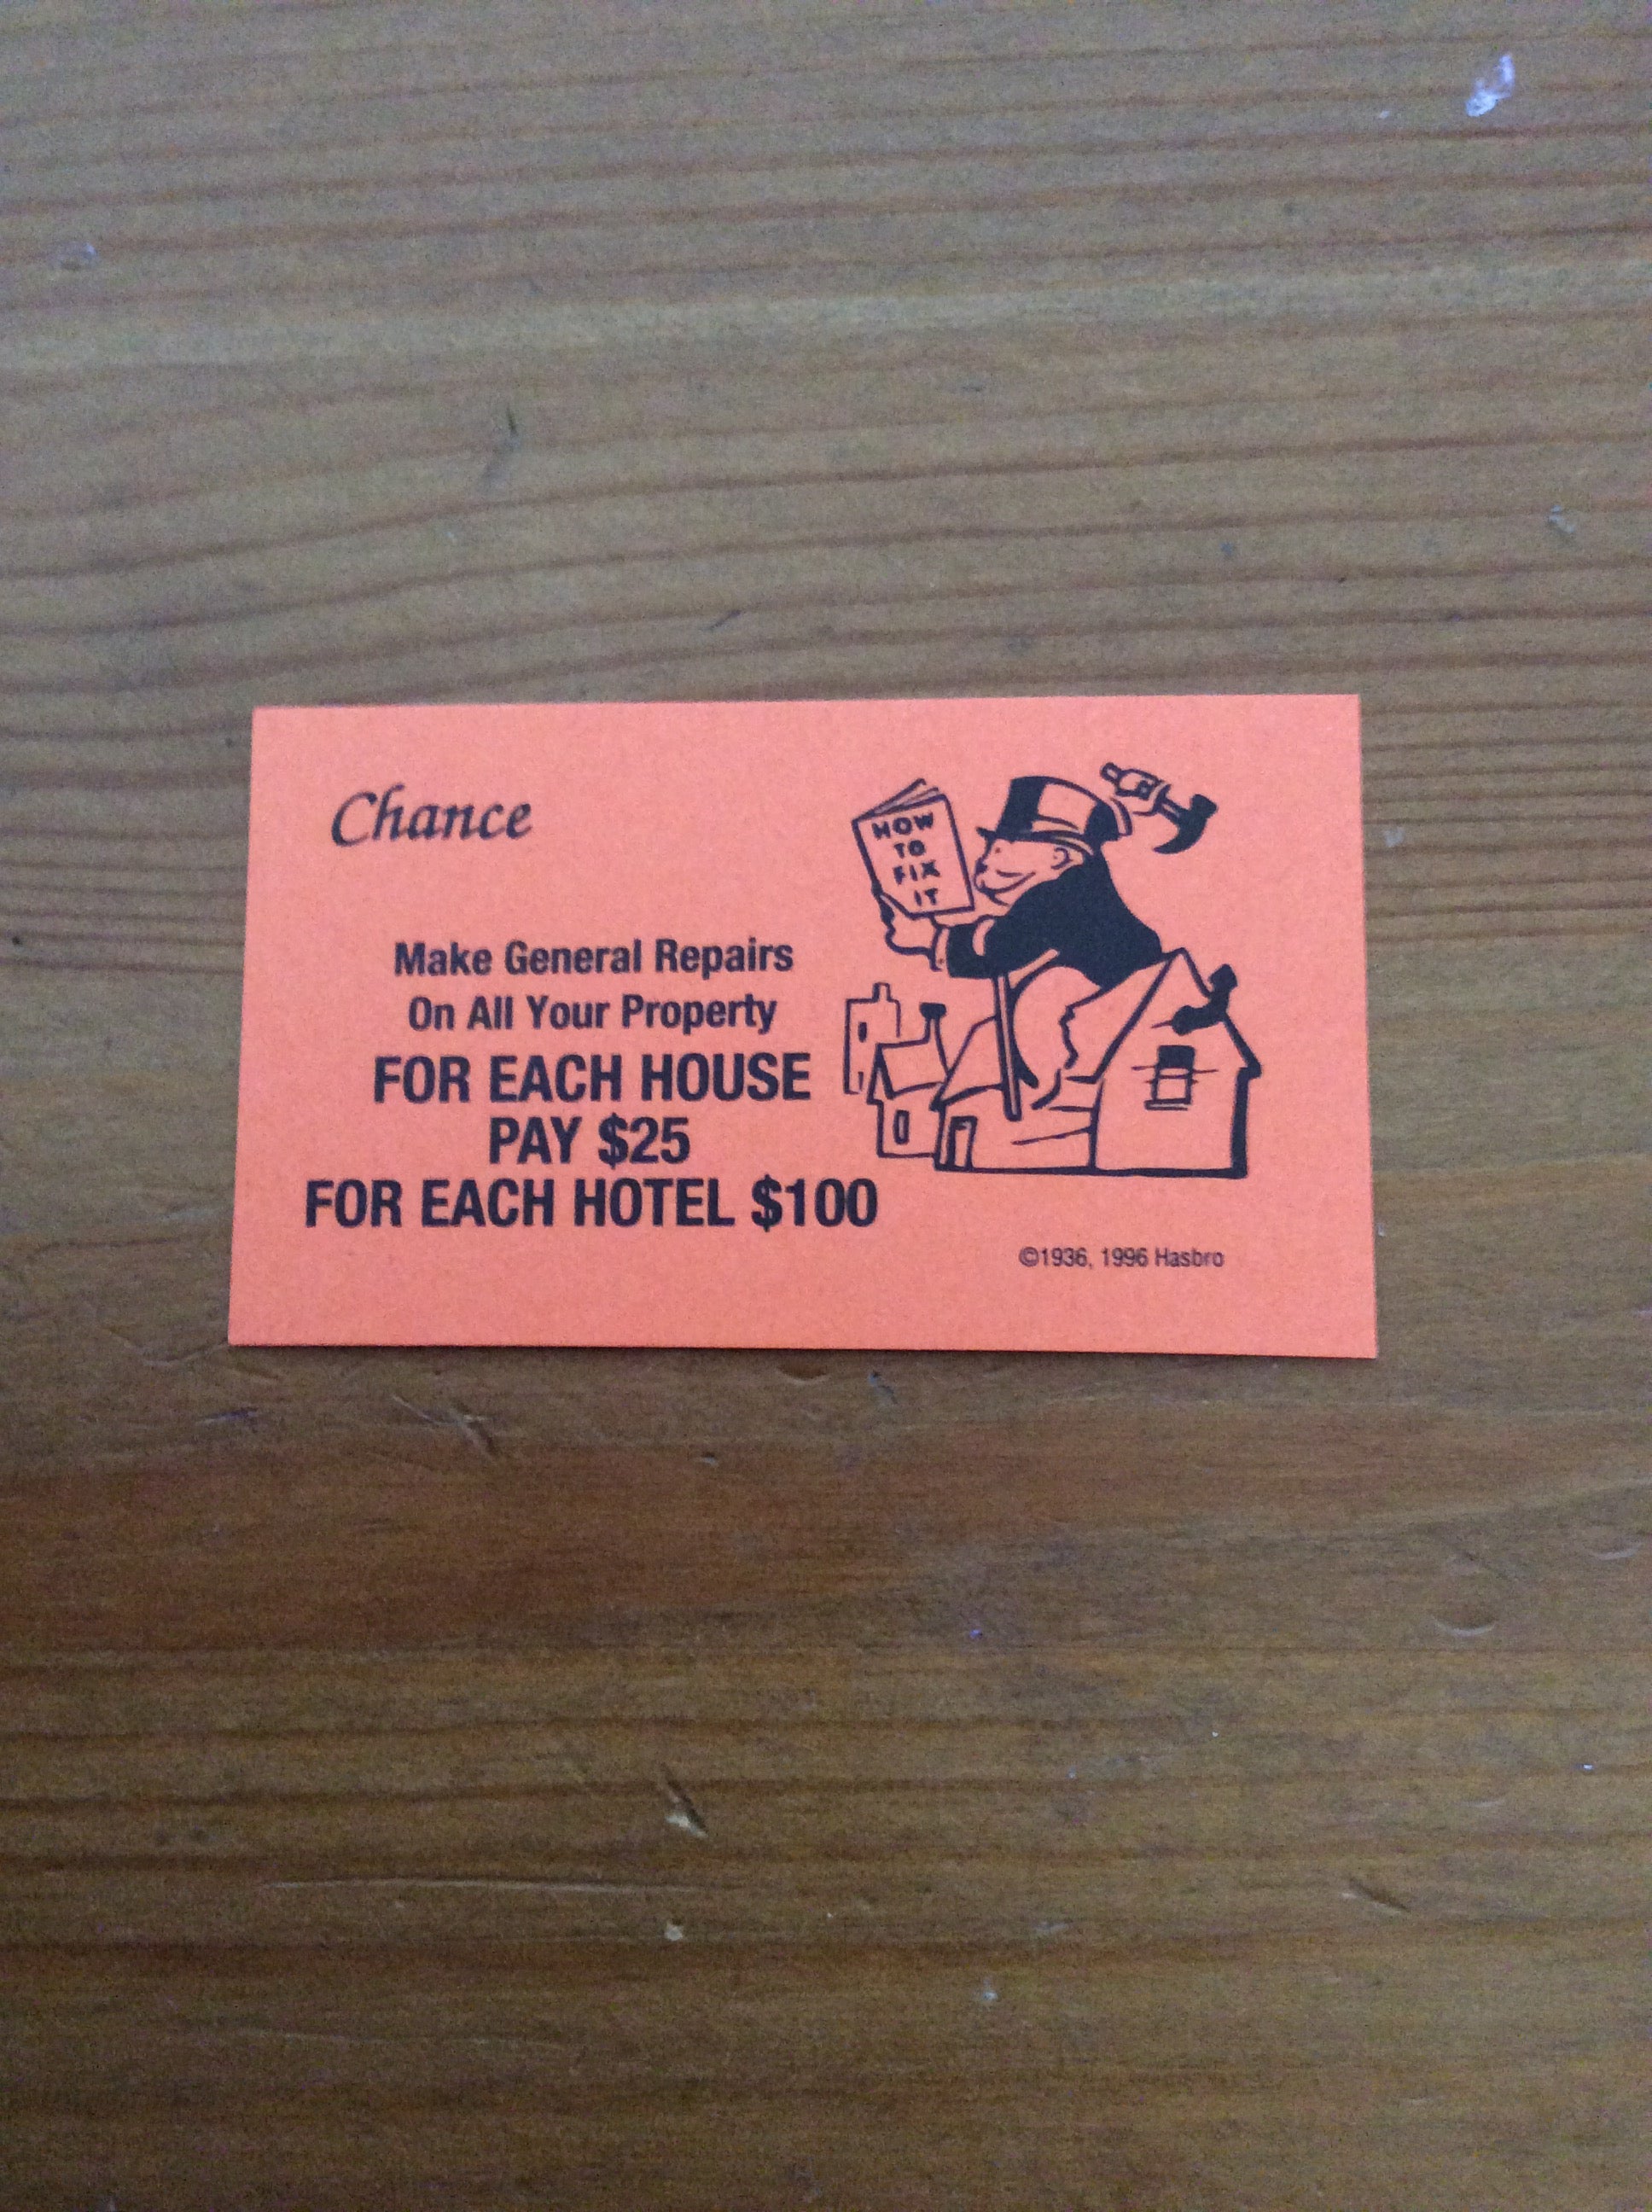 Chance
HOW
TO
FIX
IT
Make General Repairs
On All Your Property
FOR EACH HOUSE
PAY $25
FOR EACH HOTEL $100
©1936, 1996 Hasbro